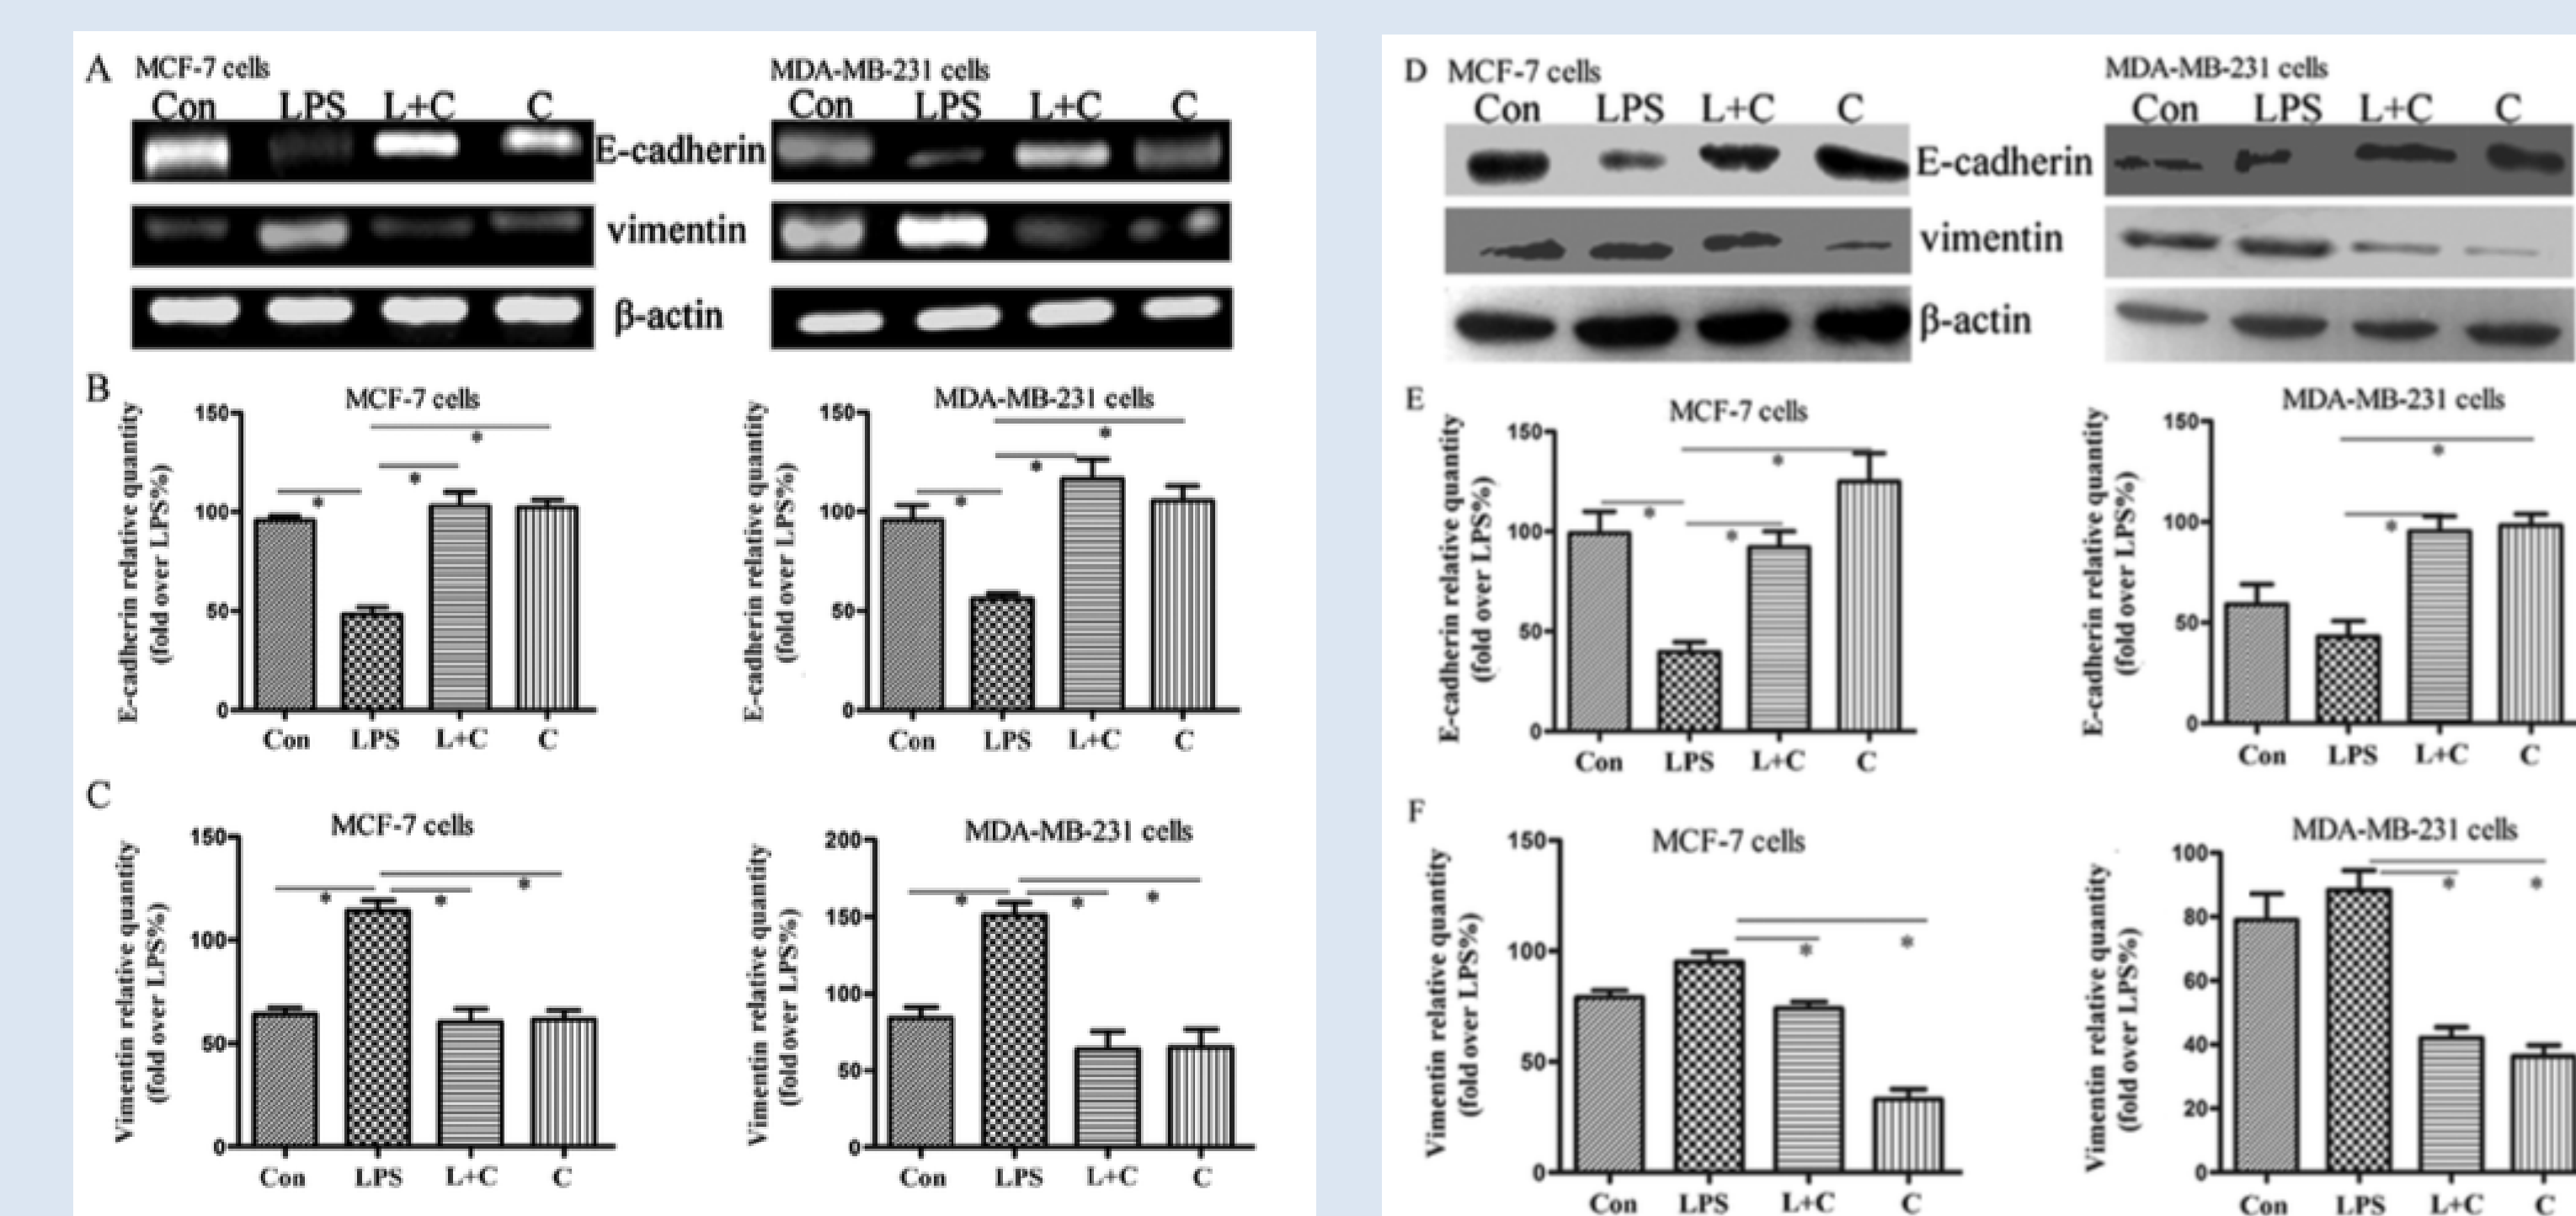 A MCF-7 cells
Con LPS L+C C
E-cadherin
vimentin
β-actin
MDA-MB-231 cells
Con LPS L+C C
B
MCF-7 cells
E-cadherin relative quantity
(fold over LPS%)
150
100
50
0
*
*
*
Con LPS L+C C
MDA-MB-231 cells
E-cadherin relative quantity
(fold over LPS%)
150
100
50
0
*
*
*
Con LPS L+C C
C
MCF-7 cells
Vimentin relative quantity
(fold over LPS%)
150
100
50
0
*
*
*
Con LPS L+C C
MDA-MB-231 cells
Vimentin relative quantity
(fold over LPS%)
200
150
100
50
0
*
*
*
Con LPS L+C C
D MCF-7 cells
Con LPS L+C C
E-cadherin
vimentin
β-actin
MDA-MB-231 cells
Con LPS L+C C
E
MCF-7 cells
E-cadherin relative quantity
(fold over LPS%)
150
100
50
0
*
*
*
Con LPS L+C C
MDA-MB-231 cells
E-cadherin relative quantity
(fold over LPS%)
150
100
50
0
*
*
Con LPS L+C C
F
MCF-7 cells
Vimentin relative quantity
(fold over LPS%)
150
100
50
0
*
*
Con LPS L+C C
MDA-MB-231 cells
Vimentin relative quantity
(fold over LPS%)
100
80
60
40
20
0
*
*
Con LPS L+C C